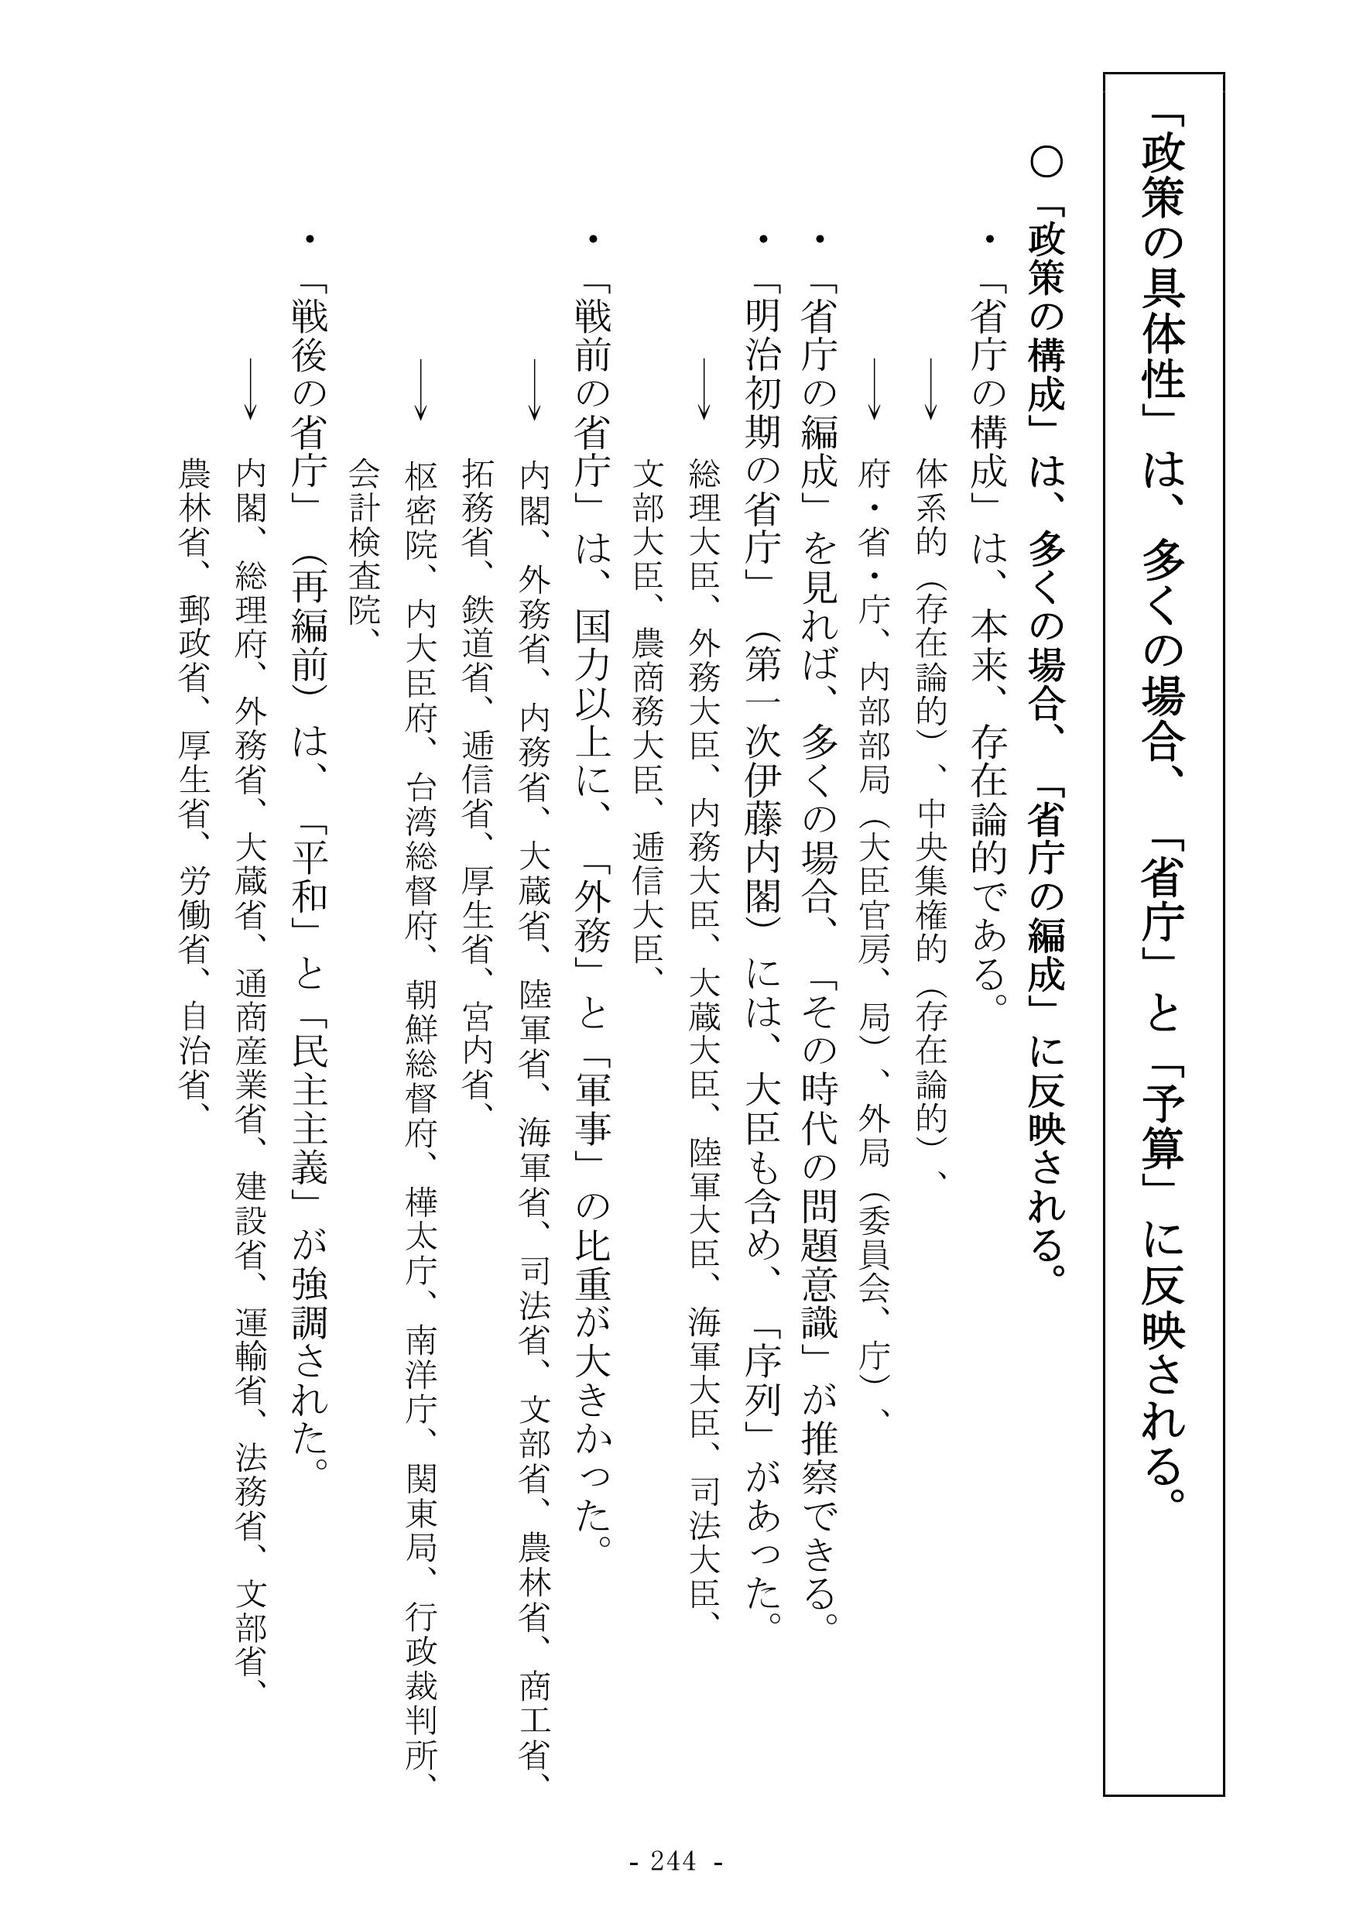 「政策の具体性」は、多くの場合、「省庁」と「予算」に反映される。
○「政策の構成」は、多くの場合、「省庁の編成」に反映される。
・「省庁の構成」は、本来、存在論的である。
→ 体系的（存在論的）、中央集権的（存在論的）、
→ 府・省・庁、内部部局（大臣官房、局）、外局（委員会、庁）、
・「省庁の編成」を見れば、多くの場合、「その時代の問題意識」が推察できる。
・「明治初期の省庁」（第一次伊藤内閣）には、大臣も含め、「序列」があった。
→ 総理大臣、外務大臣、内務大臣、大蔵大臣、陸軍大臣、海軍大臣、司法大臣、
文部大臣、農商務大臣、逓信大臣、
・「戦前の省庁」は、国力以上に、「外務」と「軍事」の比重が大きかった。
→ 内閣、外務省、内務省、大蔵省、陸軍省、海軍省、司法省、文部省、農林省、商工省、
拓務省、鉄道省、逓信省、厚生省、宮内省、
→ 枢密院、内大臣府、台湾総督府、朝鮮総督府、樺太庁、南洋庁、関東局、行政裁判所、
会計検査院、
・「戦後の省庁」（再編前）は、「平和」と「民主主義」が強調された。
→ 内閣、総理府、外務省、大蔵省、通商産業省、建設省、運輸省、法務省、文部省、
農林省、郵政省、厚生省、労働省、自治省、
- 244 -